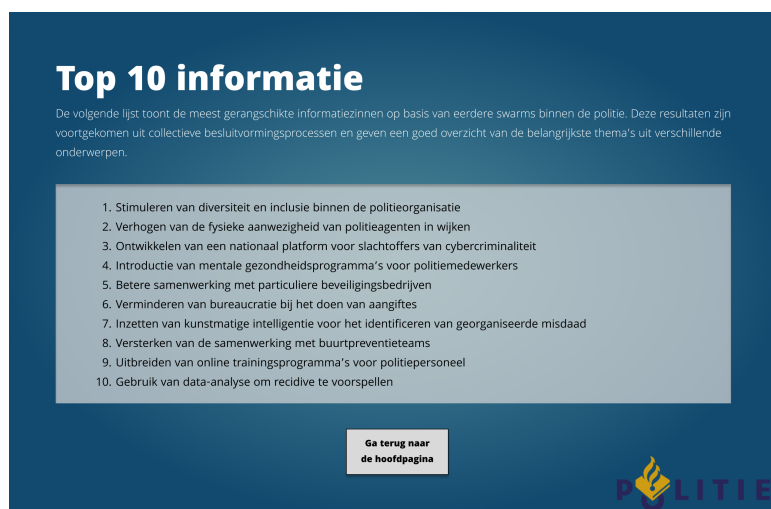 Top 10 informatie
De volgende lijst toont de meest gerangschikte informatiezinnen op basis van eerdere swarms binnen de politie. Deze resultaten zijn
voortgekomen uit collectieve besluitvormingsprocessen en geven een goed overzicht van de belangrijkste thema's uit verschillende
onderwerpen.
1. Stimuleren van diversiteit en inclusie binnen de politieorganisatie
2. Verhogen van de fysieke aanwezigheid van politieagenten in wijken
3. Ontwikkelen van een nationaal platform voor slachtoffers van cybercriminaliteit
4. Introductie van mentale gezondheidsprogramma's voor politiemedewerkers
5. Betere samenwerking met particuliere beveiligingsbedrijven
6. Verminderen van bureaucratie bij het doen van aangiftes
7. Inzetten van kunstmatige intelligentie voor het identificeren van georganiseerde misdaad
8. Versterken van de samenwerking met buurtpreventieteams
9. Uitbreiden van online trainingsprogramma's voor politiepersoneel
10. Gebruik van data-analyse om recidive te voorspellen
Ga terug naar
de hoofdpagina
POLITIE